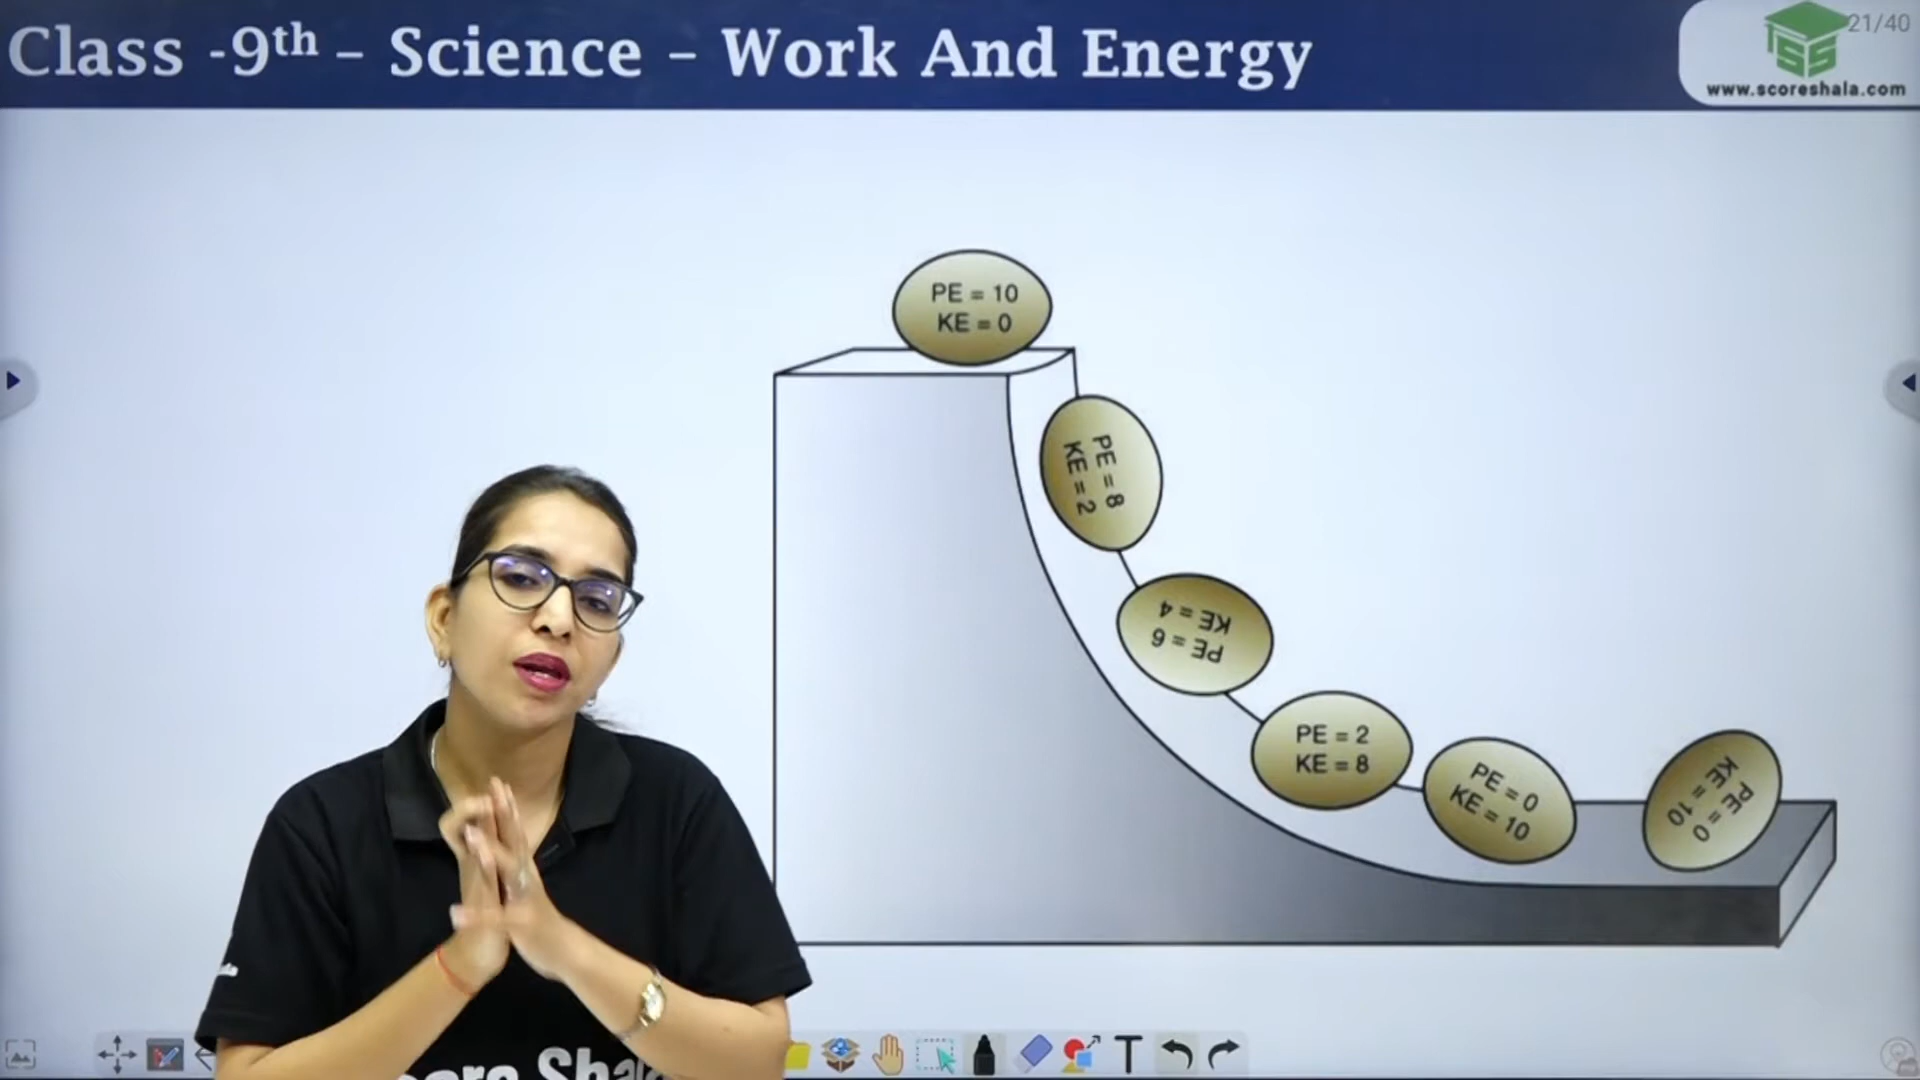 Class -9th - Science - Work And Energy
21/40
www.scoreshala.com
PE = 10
KE = 0
PE = 8
KE = 2
PE = 6
KE = 4
PE = 2
KE = 8
PE = 0
KE = 10
PE = 0
KE = 10
T